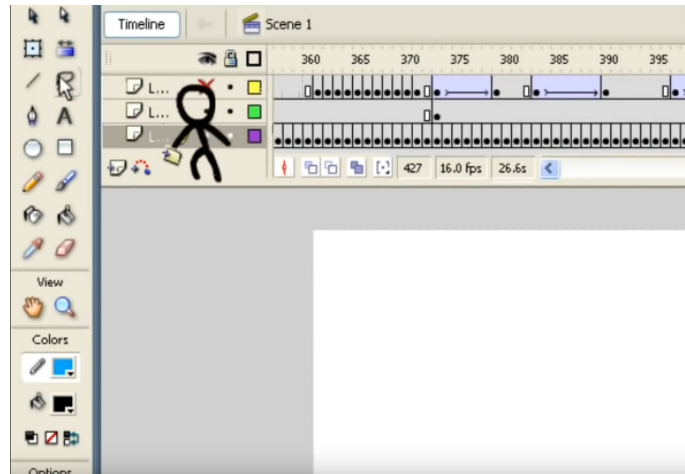 Timeline
Scene 1
360 365 370 375 380 385 390 395
L...
L...
L...
A
427 16.0 fps 26.6s
View
Colors
Options